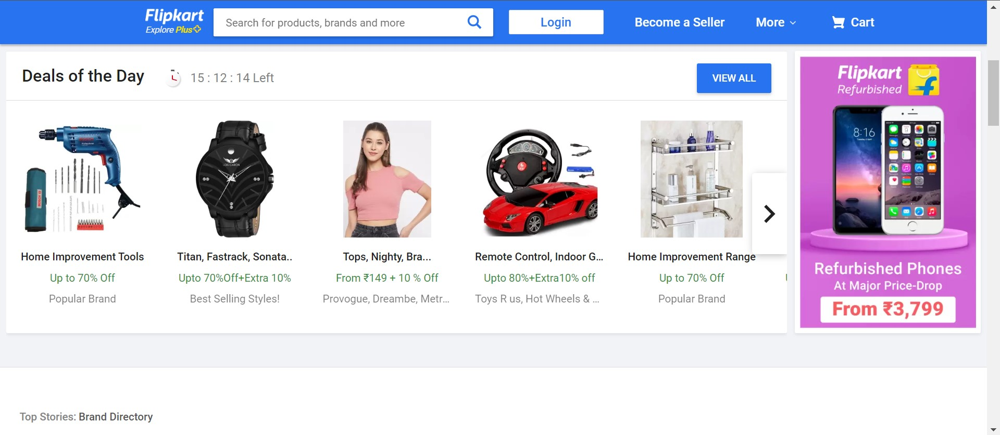 Flipkart
Explore Plus
Search for products, brands and more
Login
Become a Seller
More
Cart
Deals of the Day
15 : 12 : 14 Left
VIEW ALL
BOSCH
BOSCH
LOIS CARON
Home Improvement Tools
Up to 70% Off
Popular Brand
Titan, Fastrack, Sonata..
Upto 70%Off+Extra 10%
Best Selling Styles!
Tops, Nighty, Bra...
From ₹149 + 10 % Off
Provogue, Dreambe, Metr...
Remote Control, Indoor G...
Upto 80%+Extra10% off
Toys R us, Hot Wheels & ...
Home Improvement Range
Up to 70% Off
Popular Brand
Flipkart
Refurbished
8:16
Refurbished Phones
At Major Price-Drop
From ₹3,799
Top Stories: Brand Directory